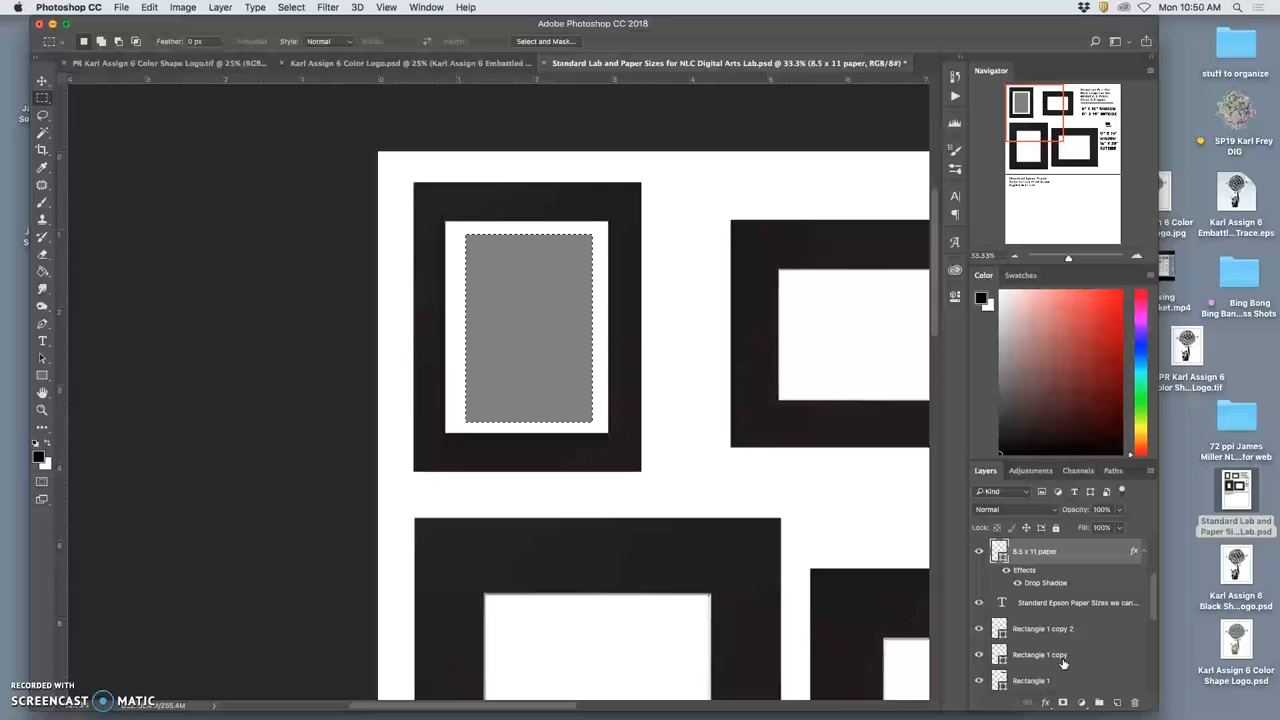 Photoshop CC File Edit Image Layer Type Select Filter 3D View Window Help
Mon 10:50 AM
Adobe Photoshop CC 2018
Feather: 0 px
Style: Normal
Select and Mask...
PR Karl Assign 6 Color Shape Logo.tif @ 25% (RGB...
Karl Assign 6 Color Logo.psd @ 25% (Karl Assign 6 Embattled ...
Standard Lab and Paper Sizes for NLC Digital Arts Lab.psd @ 33.3% (8.5 x 11 paper, RGB/8#) *
Navigator
33.33%
Color Swatches
Layers Adjustments Channels Paths
Kind
Normal Opacity: 100%
Lock: Fill: 100%
8.5 x 11 paper fx
Effects
Drop Shadow
Standard Epson Paper Sizes we can...
Rectangle 1 copy 2
Rectangle 1 copy
Rectangle 1
stuff to organize
SP19 Karl Frey
DIG
Karl Assign 6
Embattl...Trace.eps
Bing Bong
Bing Ban...ss Shots
PR Karl Assign 6
Color Sh...Logo.tif
72 ppi James
Miller NL...for web
Standard Lab and
Paper Si...Lab.psd
Karl Assign 6
Black Sh...ogo.psd
Karl Assign 6 Color
Shape Logo.psd
RECORDED WITH
SCREENCAST MATIC